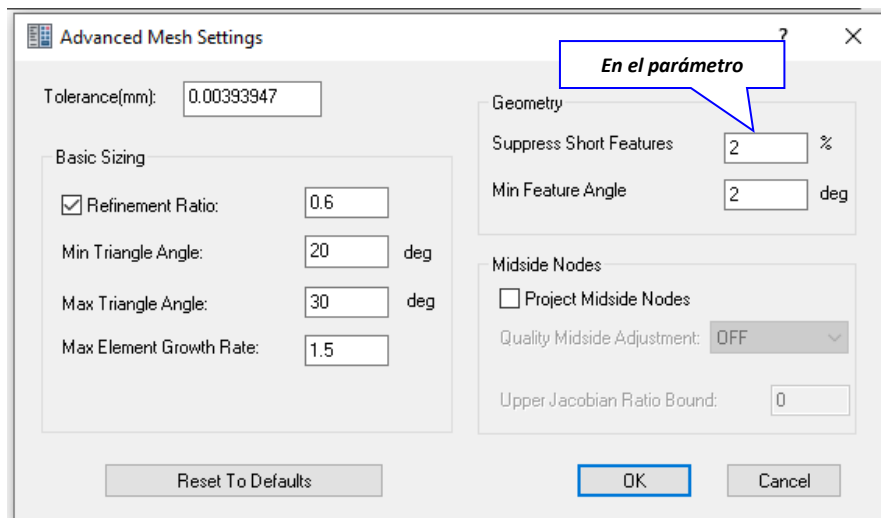 Advanced Mesh Settings
?
En el parámetro
Tolerance(mm): 0.00393947
Basic Sizing
Refinement Ratio: 0.6
Min Triangle Angle: 20 deg
Max Triangle Angle: 30 deg
Max Element Growth Rate: 1.5
Geometry
Suppress Short Features 2 %
Min Feature Angle 2 deg
Midside Nodes
Project Midside Nodes
Quality Midside Adjustment: OFF
Upper Jacobian Ratio Bound: 0
Reset To Defaults
OK
Cancel